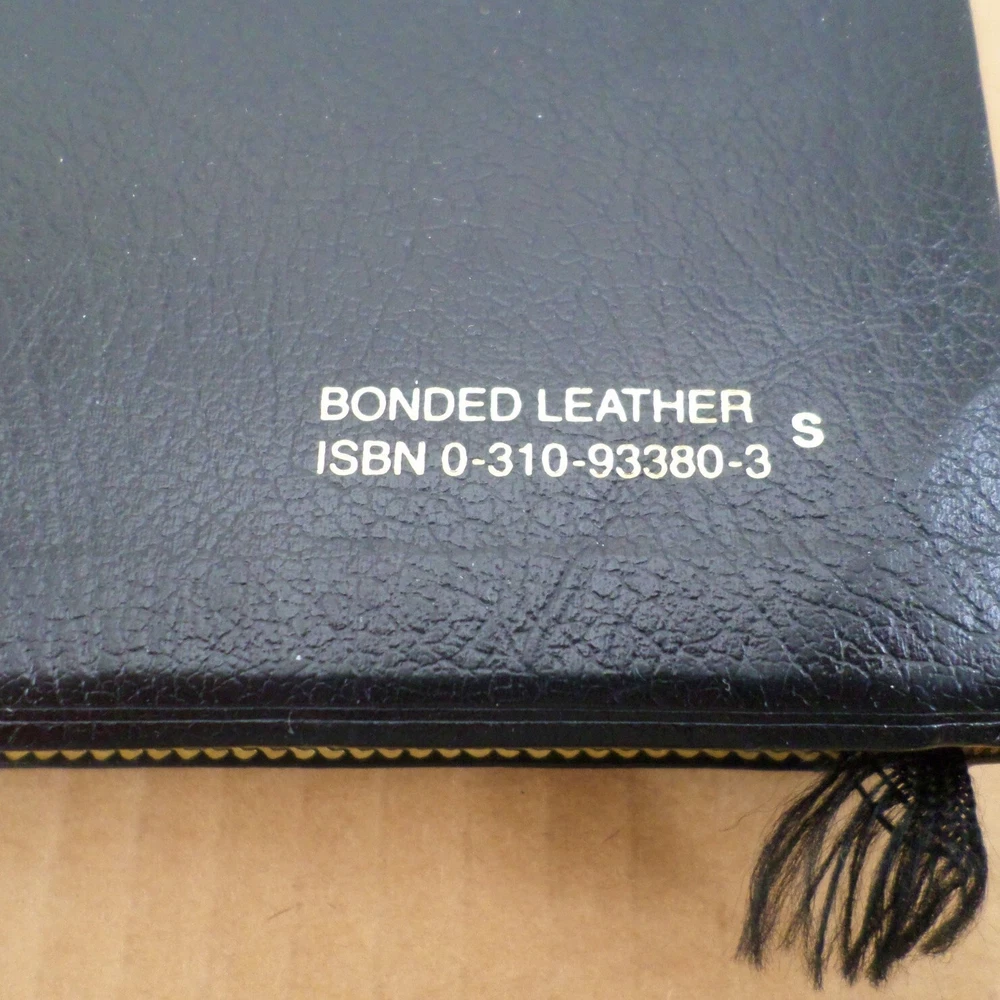 BONDED LEATHER
S
ISBN 0-310-93380-3